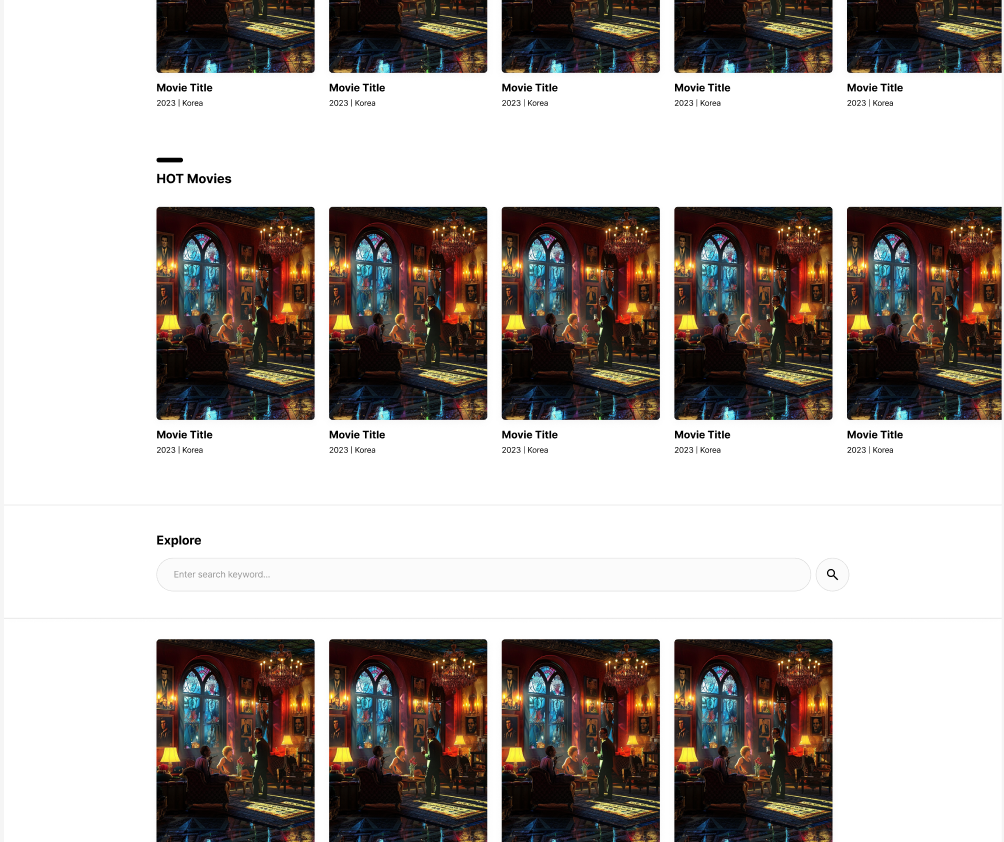 Movie Title Movie Title Movie Title Movie Title Movie Title
2023 | Korea 2023 | Korea 2023 | Korea 2023 | Korea 2023 | Korea
HOT Movies
Movie Title Movie Title Movie Title Movie Title Movie Title
2023 | Korea 2023 | Korea 2023 | Korea 2023 | Korea 2023 | Korea
Explore
Enter search keyword...